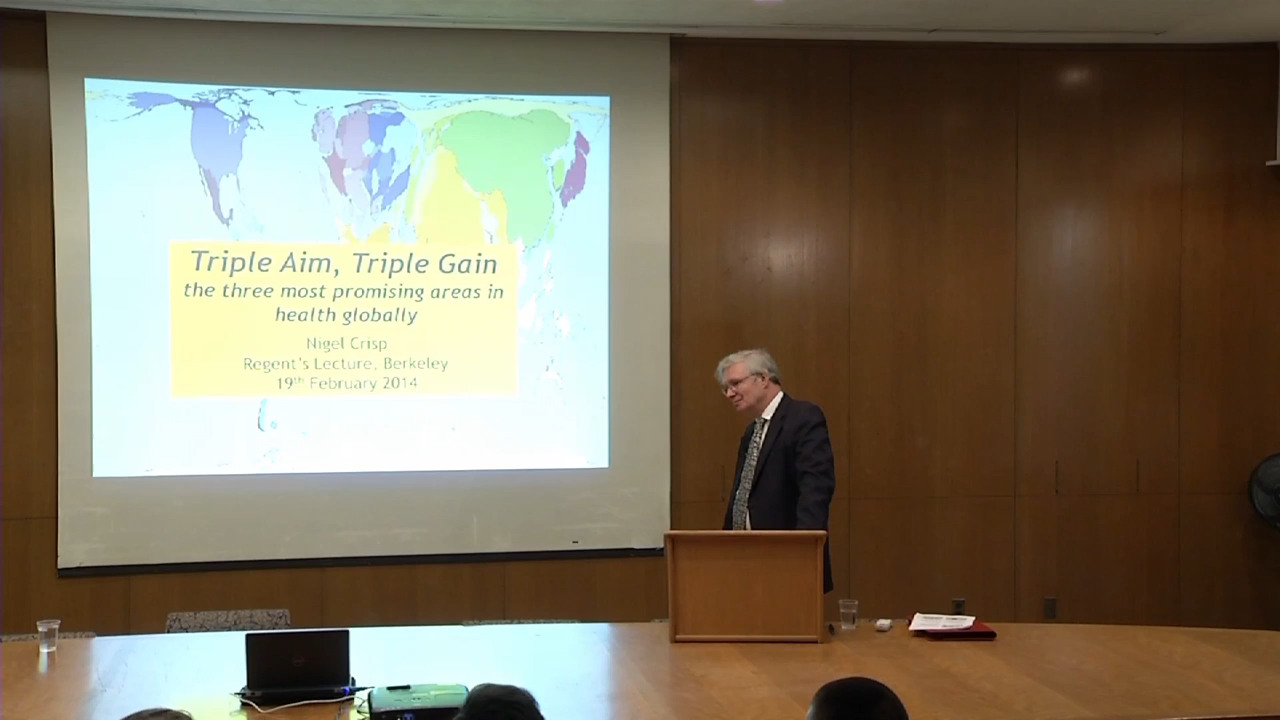 Triple Aim, Triple Gain
the three most promising areas in
health globally
Nigel Crisp
Regent's Lecture, Berkeley
19th February 2014